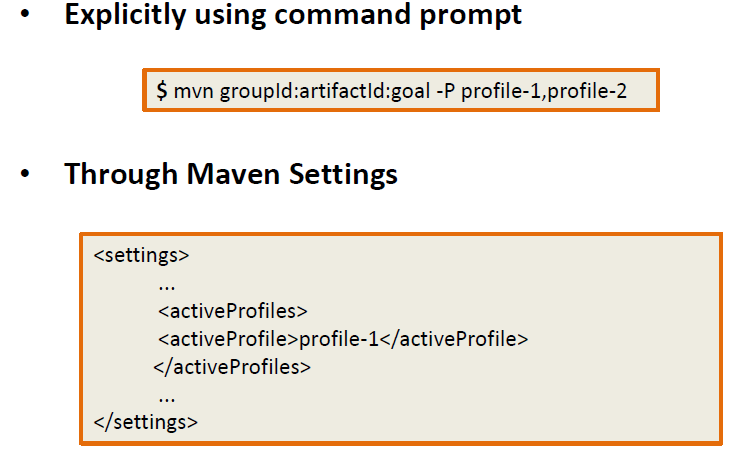 • Explicitly using command prompt
$ mvn groupId:artifactId:goal -P profile-1,profile-2
• Through Maven Settings
<settings>
...
<activeProfiles>
<activeProfile>profile-1</activeProfile>
</activeProfiles>
...
</settings>